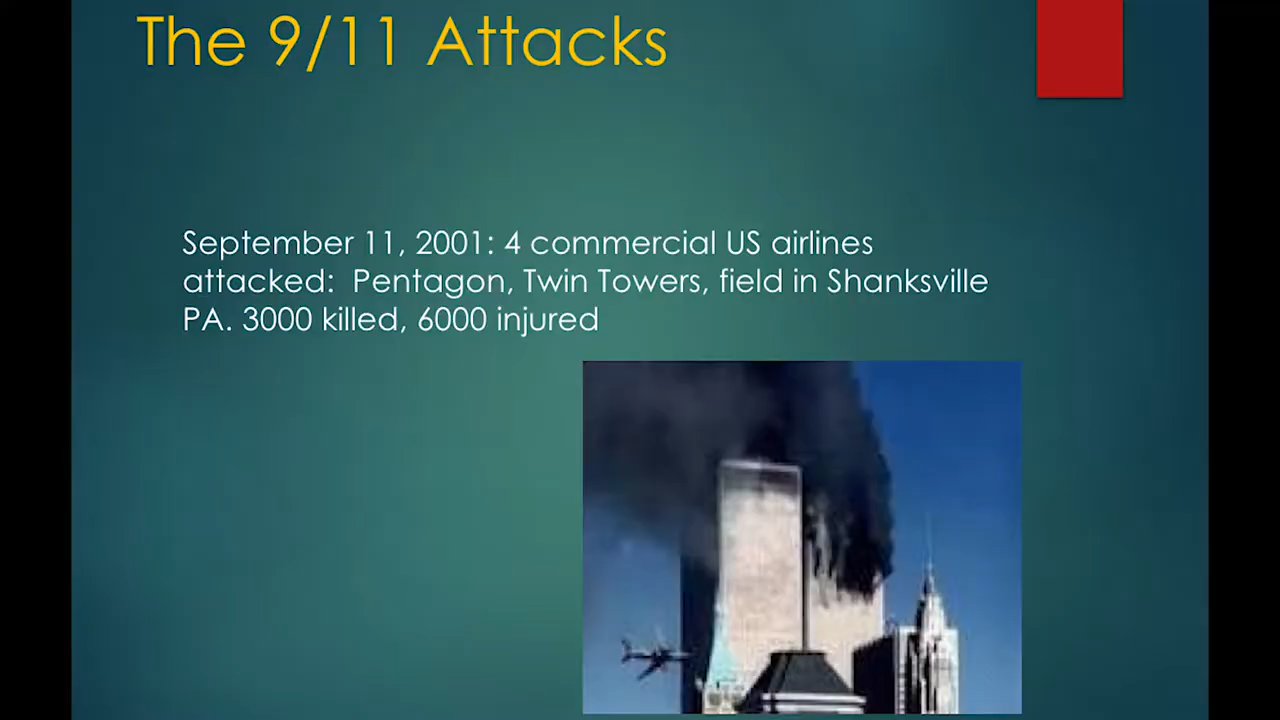 The 9/11 Attacks
September 11, 2001: 4 commercial US airlines
attacked:  Pentagon, Twin Towers, field in Shanksville
PA. 3000 killed, 6000 injured